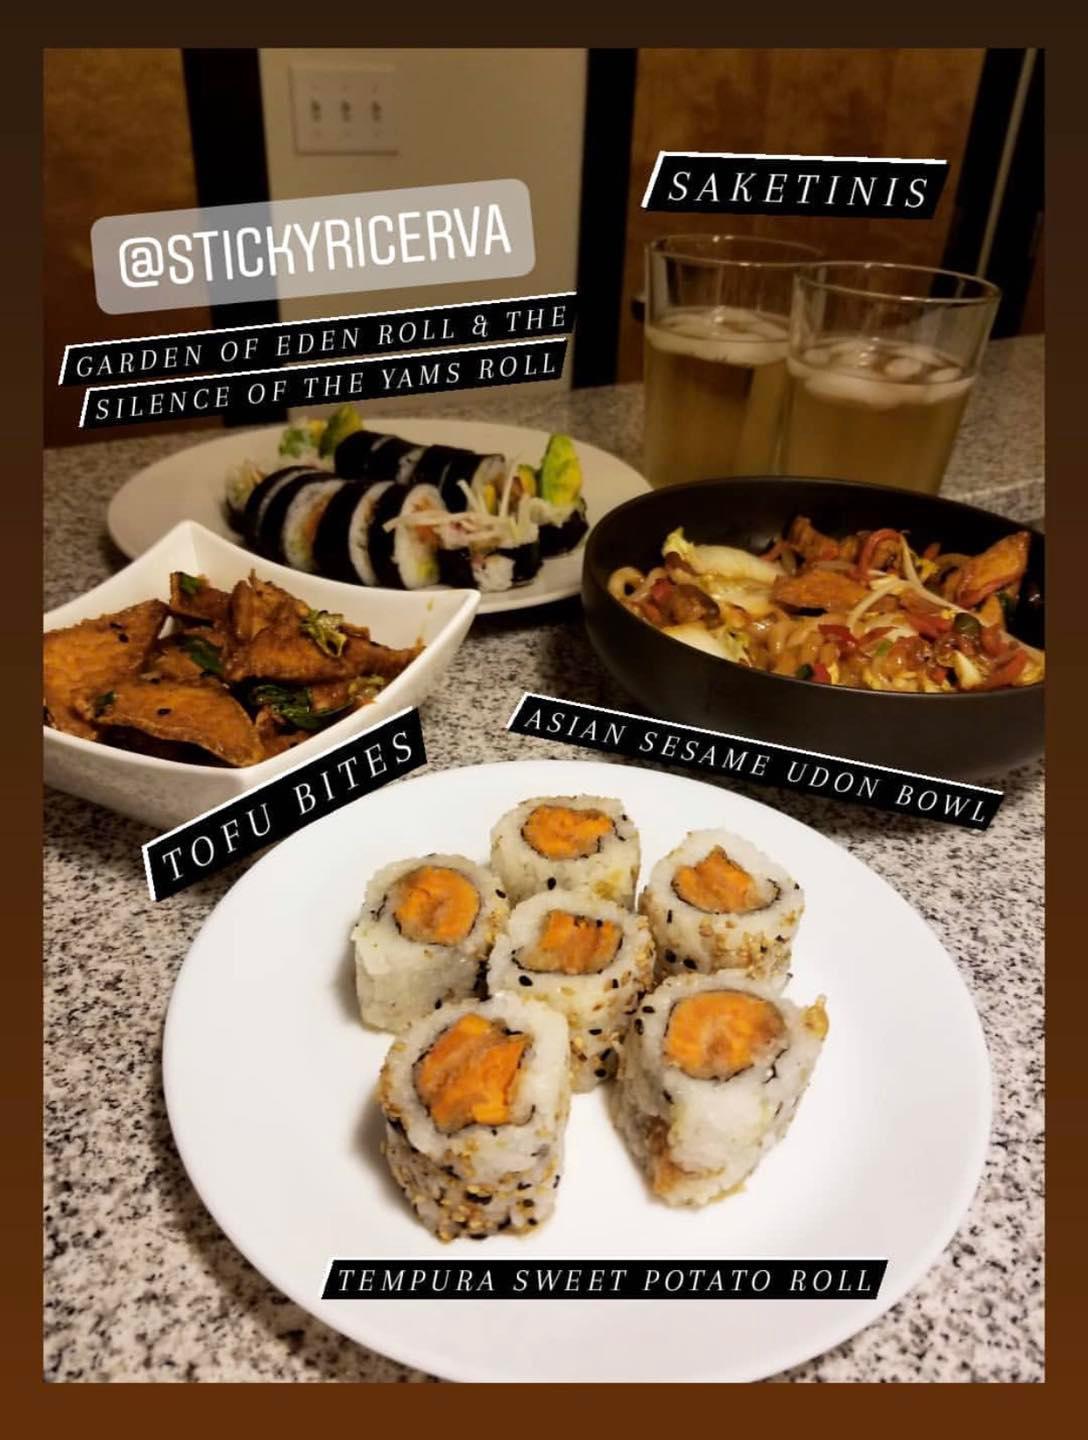 SAKETINIS
@STICKYRICERVA
GARDEN OF EDEN ROLL & THE
SILENCE OF THE YAMS ROLL
ASIAN SESAME UDON BOWL
TOFU BITES
TEMPURA SWEET POTATO ROLL